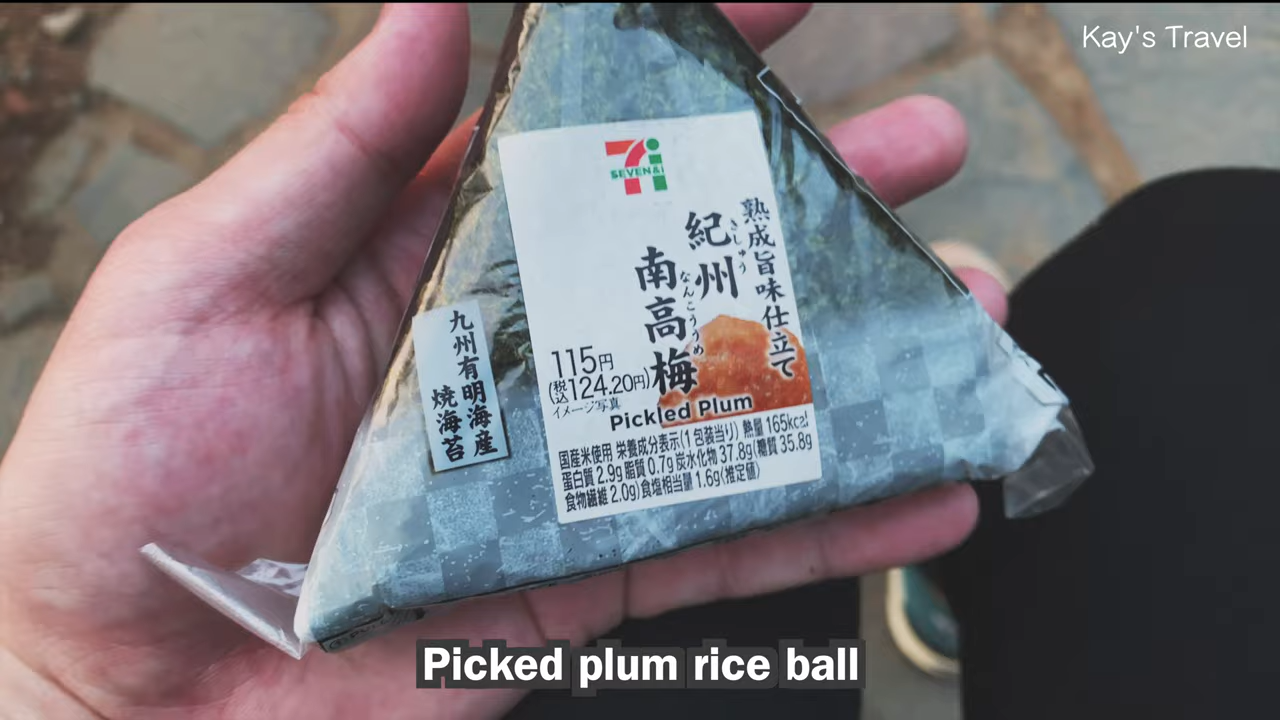 Kay's Travel
SEVEN&i
熟成旨味仕立て
紀州
きしゅう
南高梅
なんこううめ
115円
(税込124.20円)
イメージ写真
Pickled Plum
国産米使用 栄養成分表示(1包装当り) 熱量 165kcal
蛋白質 2.9g 脂質 0.7g 炭水化物 37.8g(糖質 35.8g
食物繊維 2.0g) 食塩相当量 1.6g(推定値)
九州有明海産
焼海苔
Picked plum rice ball